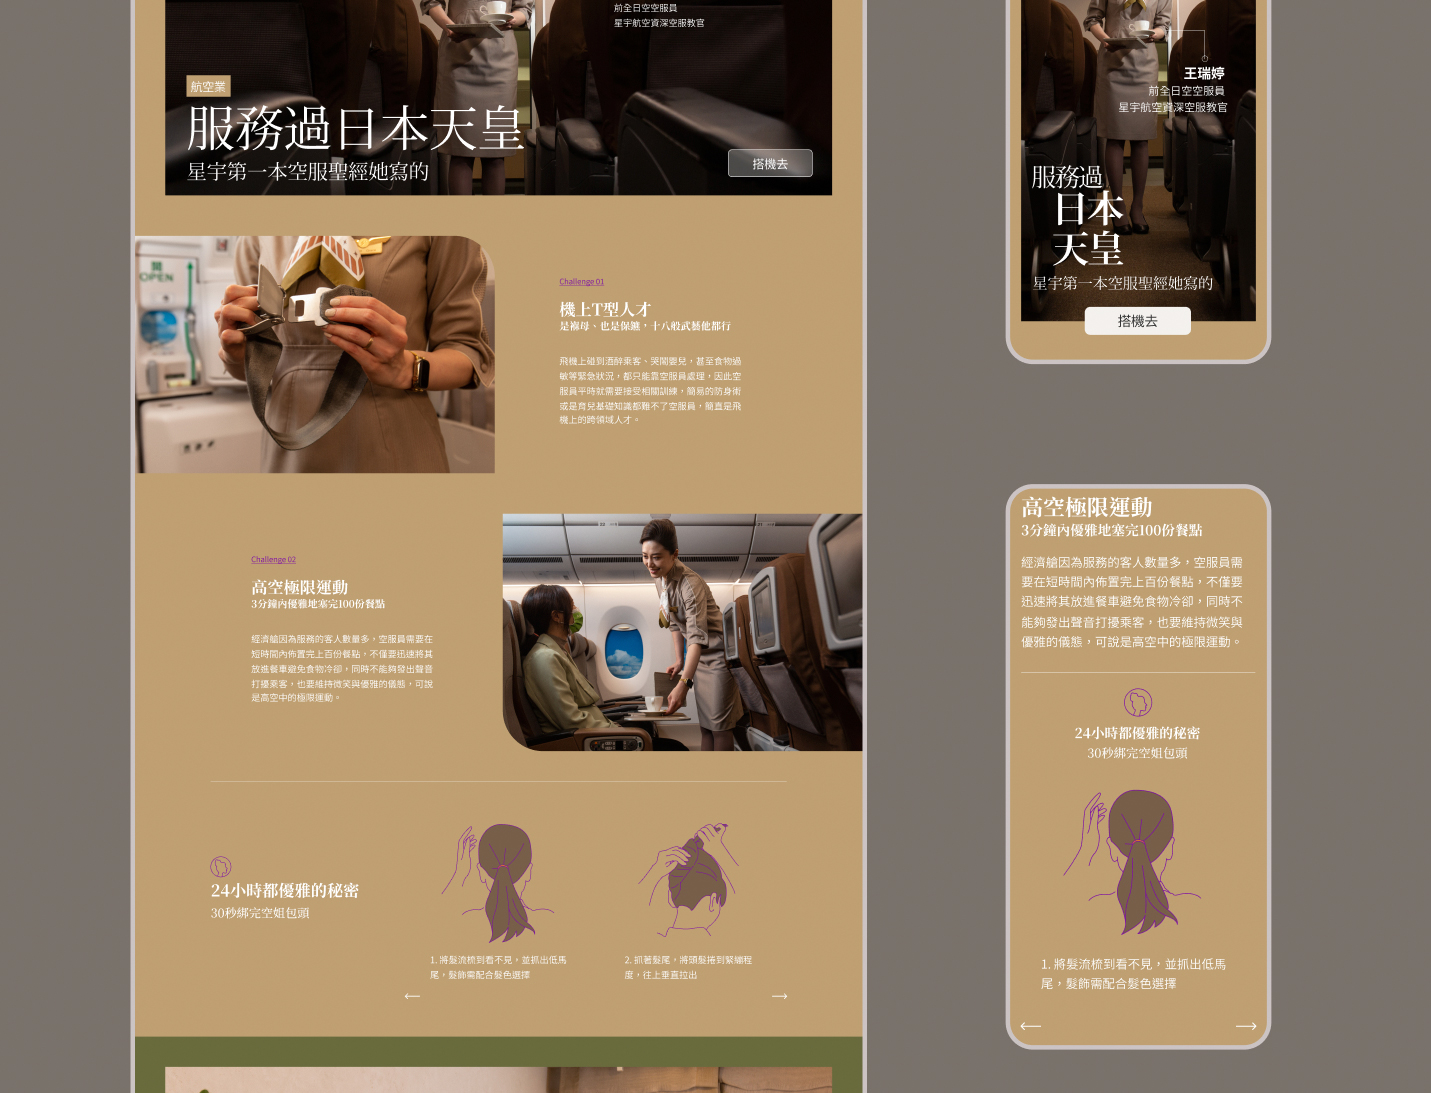 前全日空空服員
星宇航空資深空服教官
航空業
服務過日本天皇
星宇第一本空服聖經她寫的
搭機去
開
OPEN
Challenge 01
機上T型人才
是褓母、也是保鑣，十八般武藝他都行
飛機上碰到酒醉乘客、哭鬧嬰兒，甚至食物過
敏等緊急狀況，都只能靠空服員處理，因此空
服員平時就需要接受相關訓練，簡易的防身術
或是育兒基礎知識都難不了空服員，簡直是飛
機上的跨領域人才。
Challenge 02
高空極限運動
3分鐘內優雅地塞完100份餐點
經濟艙因為服務的客人數量多，空服員需要在
短時間內佈置完上百份餐點，不僅要迅速將其
放進餐車避免食物冷卻，同時不能夠發出聲音
打擾乘客，也要維持微笑與優雅的儀態，可說
是高空中的極限運動。
24小時都優雅的秘密
30秒綁完空姐包頭
1. 將髮流梳到看不見，並抓出低馬
尾，髮飾需配合髮色選擇
2. 抓著髮尾，將頭髮捲到緊繃程
度，往上垂直拉出
王瑞婷
前全日空空服員
星宇航空資深空服教官
服務過
日本
天皇
星宇第一本空服聖經她寫的
搭機去
高空極限運動
3分鐘內優雅地塞完100份餐點
經濟艙因為服務的客人數量多，空服員需
要在短時間內佈置完上百份餐點，不僅要
迅速將其放進餐車避免食物冷卻，同時不
能夠發出聲音打擾乘客，也要維持微笑與
優雅的儀態，可說是高空中的極限運動。
24小時都優雅的秘密
30秒綁完空姐包頭
1. 將髮流梳到看不見，並抓出低馬
尾，髮飾需配合髮色選擇